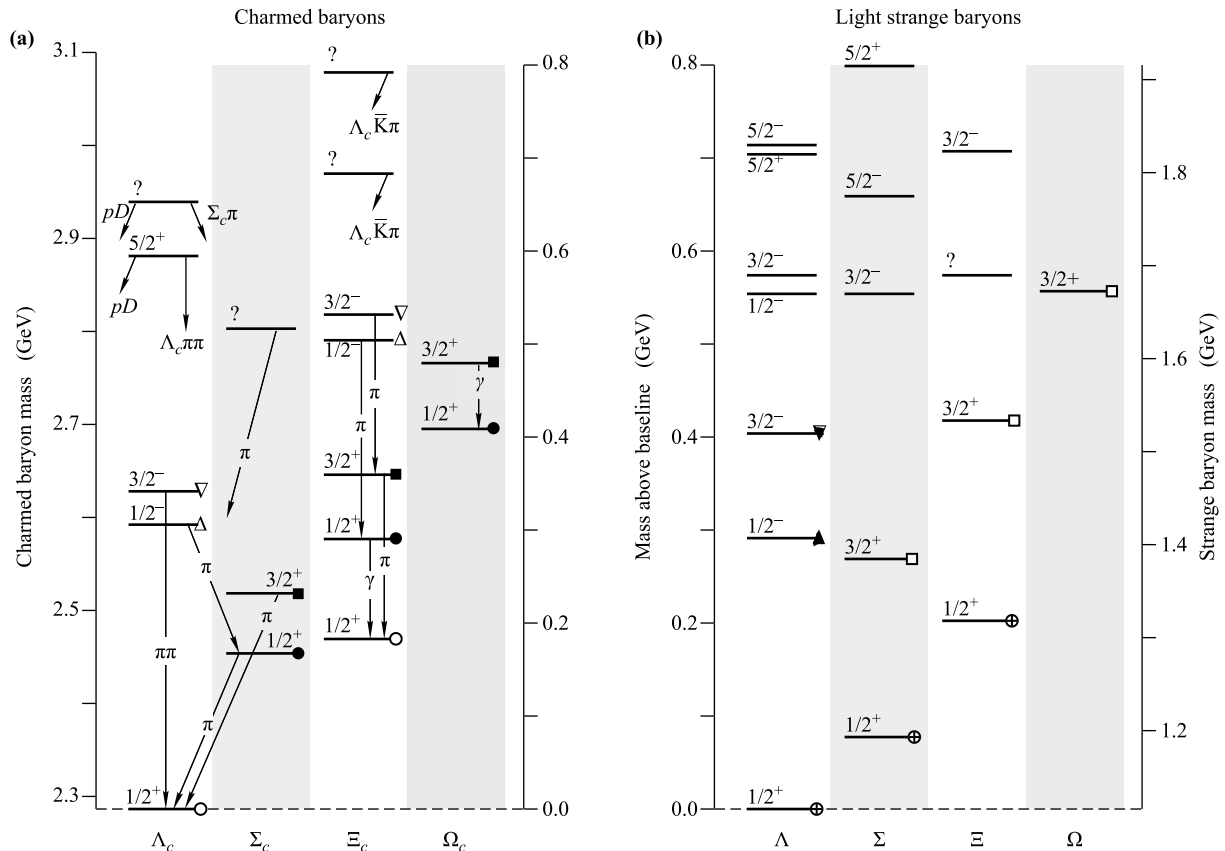 Charmed baryons
(a)
Charmed baryon mass (GeV)
3.1
2.9
2.7
2.5
2.3
?
pD
Σcπ
5/2⁺
pD
Λcππ
3/2⁻
1/2⁻
ππ
π
1/2⁺
?
π
3/2⁺
π
1/2⁺
π
?
ΛcK̅π
?
ΛcK̅π
3/2⁻
1/2⁻
π
π
3/2⁺
1/2⁺
γ
π
1/2⁺
3/2⁺
γ
1/2⁺
0.8
0.6
0.4
0.2
0.0
Λc
Σc
Ξc
Ωc
Light strange baryons
(b)
Mass above baseline (GeV)
0.8
0.6
0.4
0.2
0.0
5/2⁻
5/2⁺
3/2⁻
1/2⁻
3/2⁻
1/2⁻
1/2⁺
5/2⁺
5/2⁻
3/2⁻
3/2⁺
1/2⁺
3/2⁻
?
3/2⁺
1/2⁺
3/2+
1.8
1.6
1.4
1.2
Strange baryon mass (GeV)
Λ
Σ
Ξ
Ω